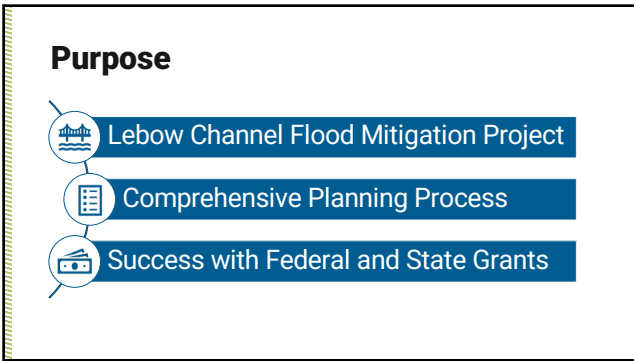 Purpose
Lebow Channel Flood Mitigation Project
Comprehensive Planning Process
Success with Federal and State Grants